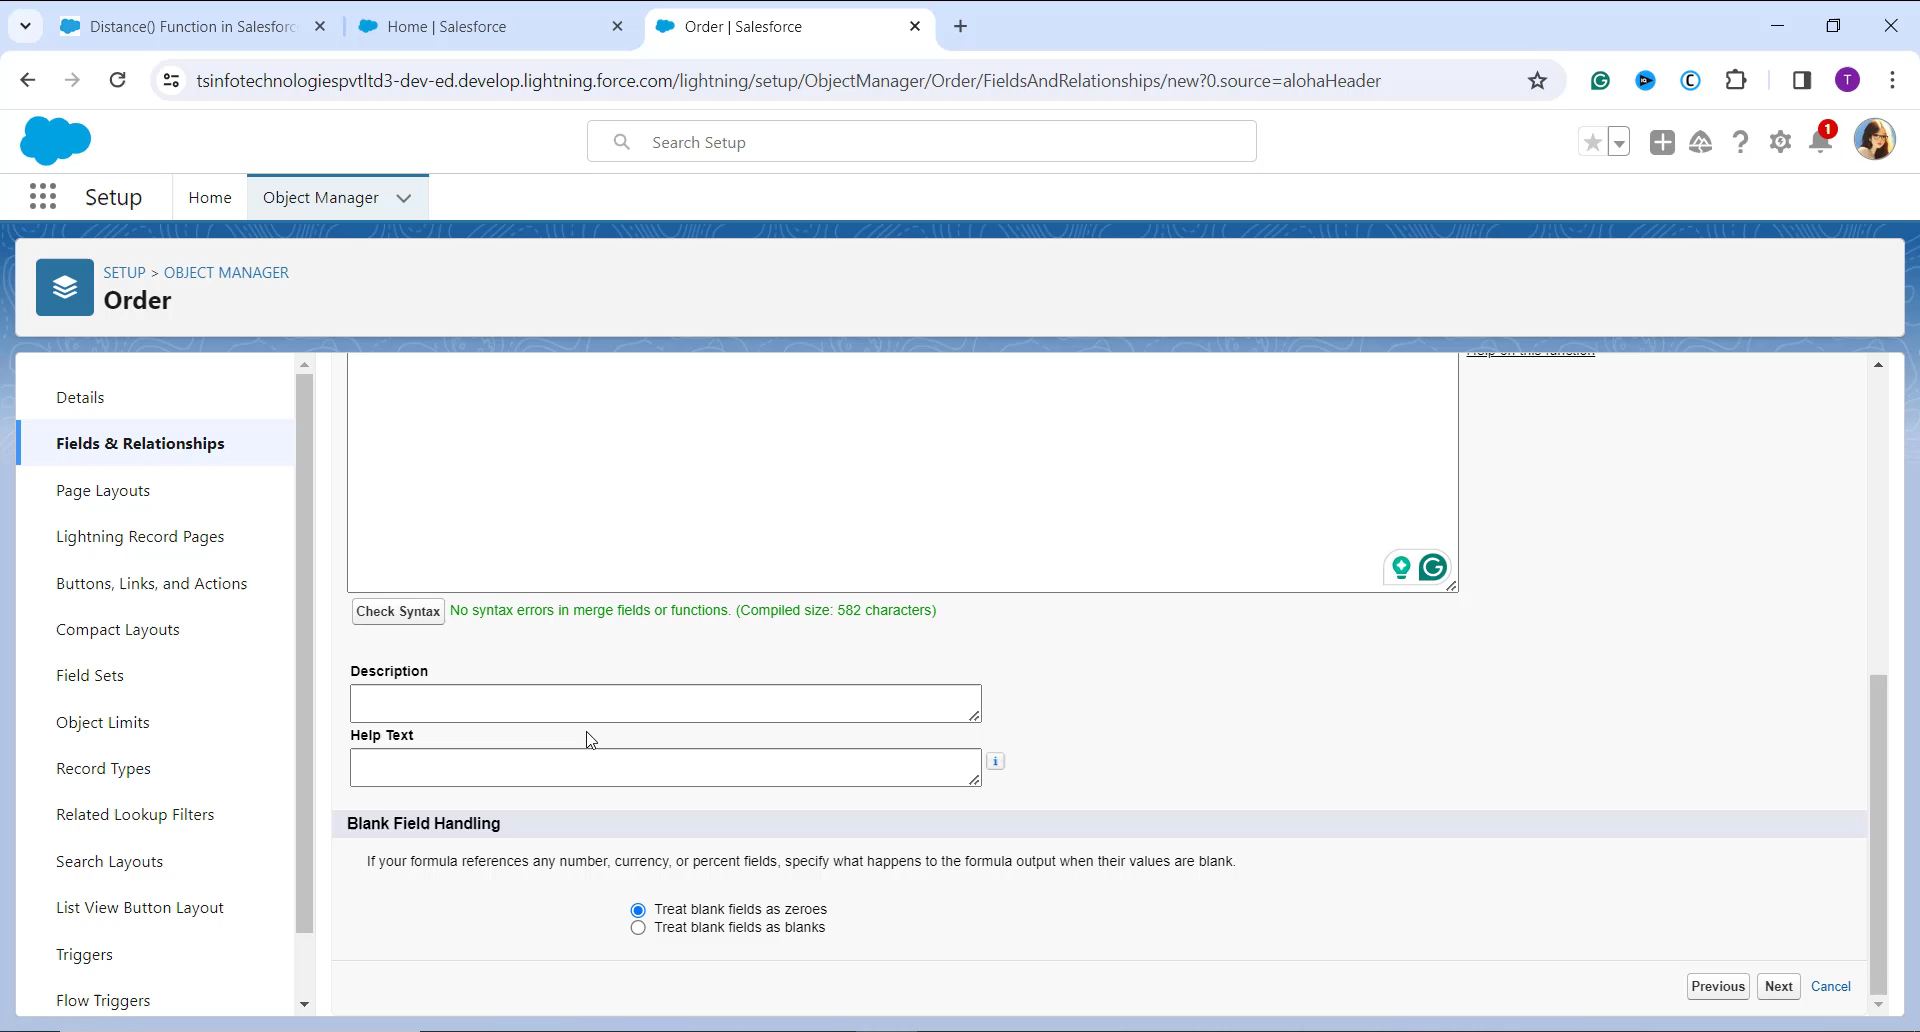 Distance() Function in Salesforc
Home | Salesforce
Order | Salesforce
tsinfotechnologiespvtltd3-dev-ed.develop.lightning.force.com/lightning/setup/ObjectManager/Order/FieldsAndRelationships/new?0.source=alohaHeader
T
Search Setup
1
Setup
Home
Object Manager
SETUP > OBJECT MANAGER
Order
Details
Fields & Relationships
Page Layouts
Lightning Record Pages
Buttons, Links, and Actions
Compact Layouts
Field Sets
Object Limits
Record Types
Related Lookup Filters
Search Layouts
List View Button Layout
Triggers
Flow Triggers
Help on this function
Check Syntax No syntax errors in merge fields or functions. (Compiled size: 582 characters)
Description
Help Text
i
Blank Field Handling
If your formula references any number, currency, or percent fields, specify what happens to the formula output when their values are blank.
Treat blank fields as zeroes
Treat blank fields as blanks
Previous Next Cancel